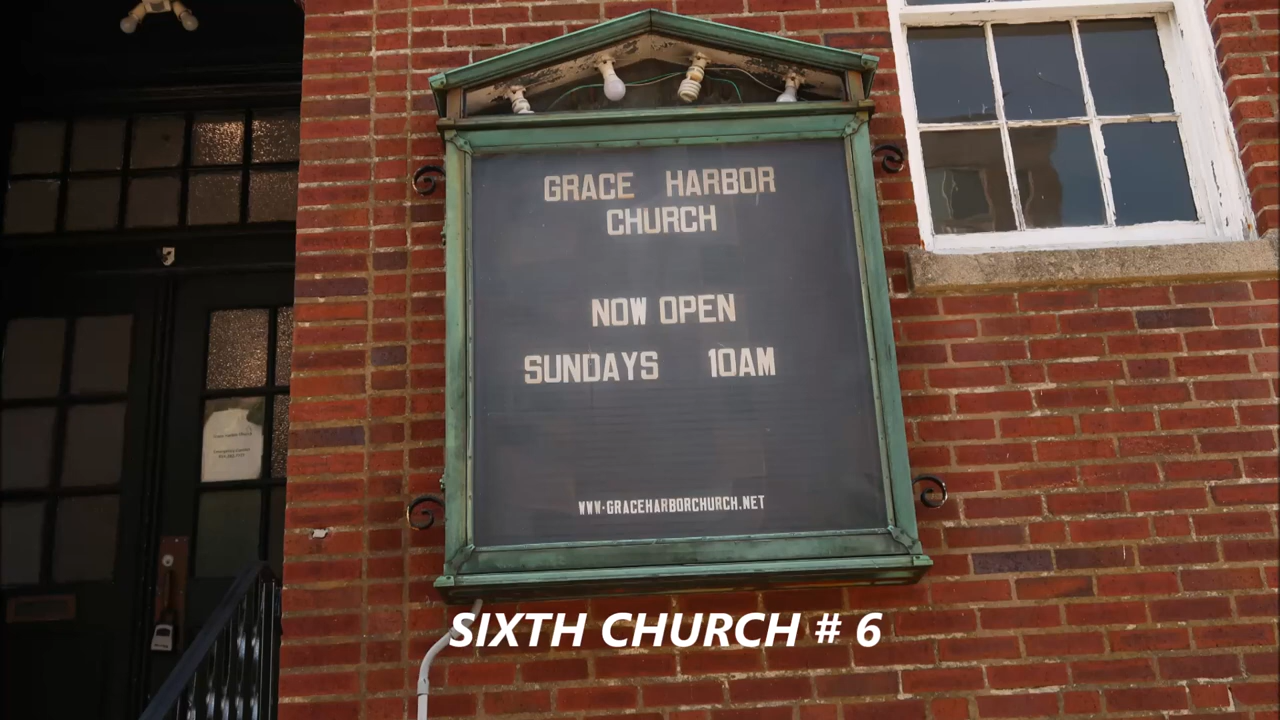 GRACE HARBOR
CHURCH
NOW OPEN
SUNDAYS 10AM
WWW.GRACEHARBORCHURCH.NET
SIXTH CHURCH # 6